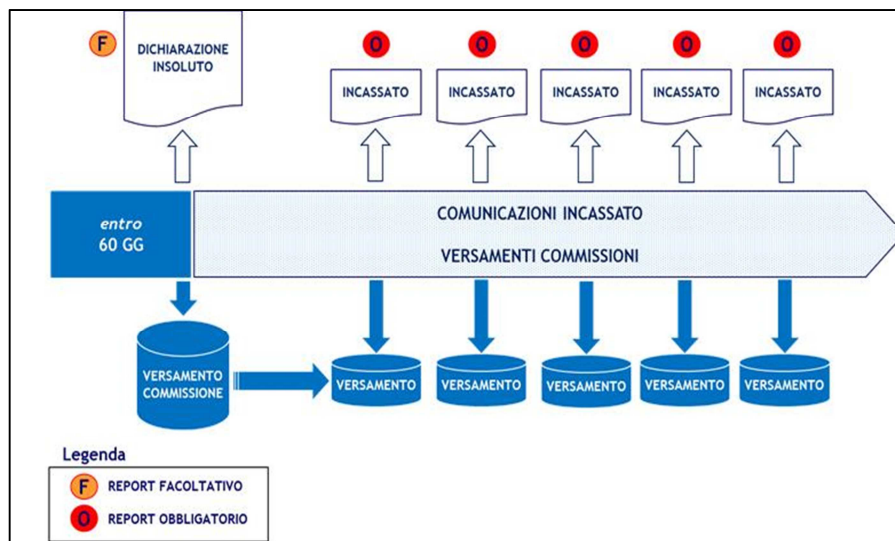 F
DICHIARAZIONE
INSOLUTO
O
O
O
O
O
INCASSATO
INCASSATO
INCASSATO
INCASSATO
INCASSATO
entro
60 GG
COMUNICAZIONI INCASSATO
VERSAMENTI COMMISSIONI
VERSAMENTO
COMMISSIONE
VERSAMENTO
VERSAMENTO
VERSAMENTO
VERSAMENTO
VERSAMENTO
Legenda
F REPORT FACOLTATIVO
O REPORT OBBLIGATORIO